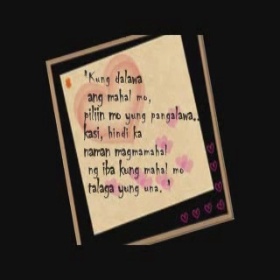 "Kung dalawa
ang mahal mo,
piliin mo yung pangalawa..
kasi, hindi ka
naman magmamahal
ng iba kung mahal mo
talaga yung una. "